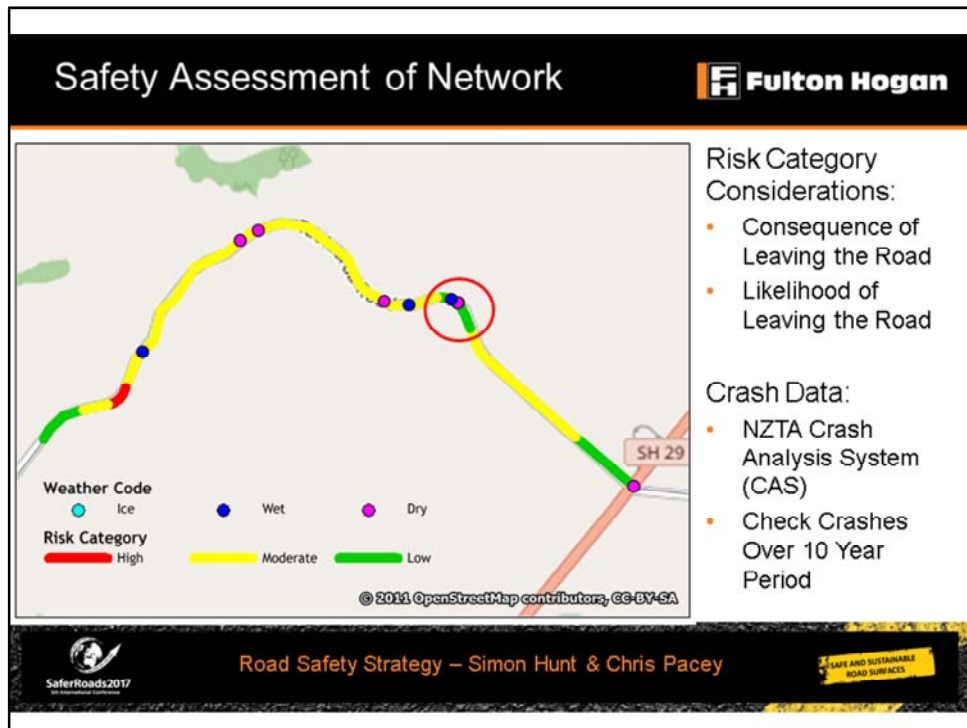 Safety Assessment of Network
Fulton Hogan
Risk Category
Considerations:
• Consequence of
Leaving the Road
• Likelihood of
Leaving the Road
Crash Data:
• NZTA Crash
Analysis System
(CAS)
• Check Crashes
Over 10 Year
Period
SH 29
Weather Code
Ice Wet Dry
Risk Category
High Moderate Low
© 2011 OpenStreetMap contributors, CC-BY-SA
SaferRoads2017
5th International Conference
Road Safety Strategy – Simon Hunt & Chris Pacey
SAFE AND SUSTAINABLE
ROAD SURFACES